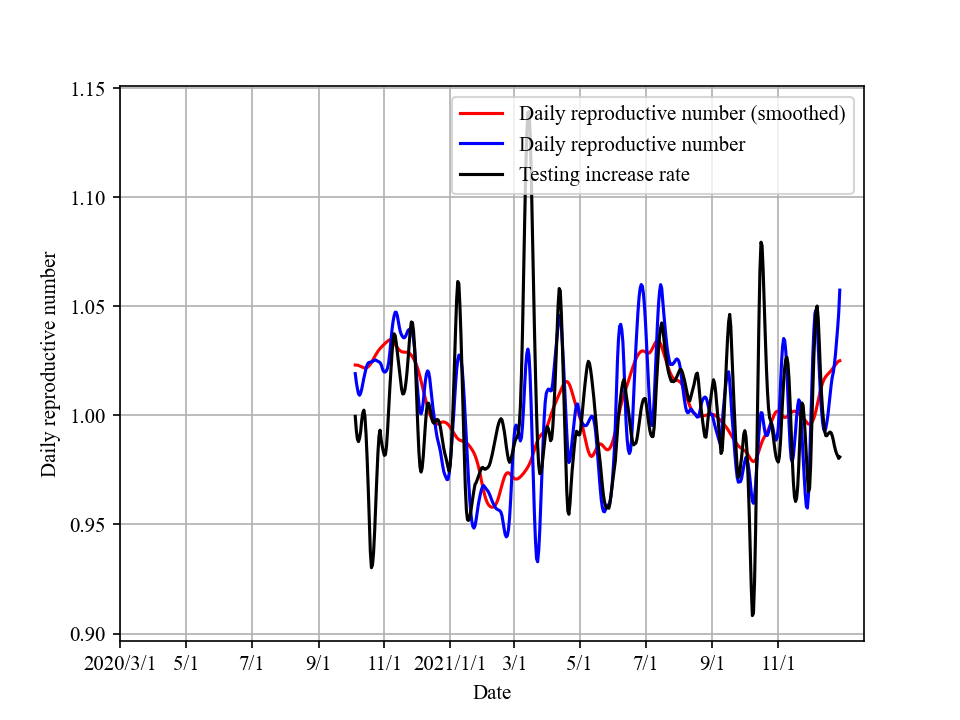 1.15
1.10
1.05
1.00
0.95
0.90
Daily reproductive number
Daily reproductive number (smoothed)
Daily reproductive number
Testing increase rate
2020/3/1 5/1 7/1 9/1 11/1 2021/1/1 3/1 5/1 7/1 9/1 11/1
Date